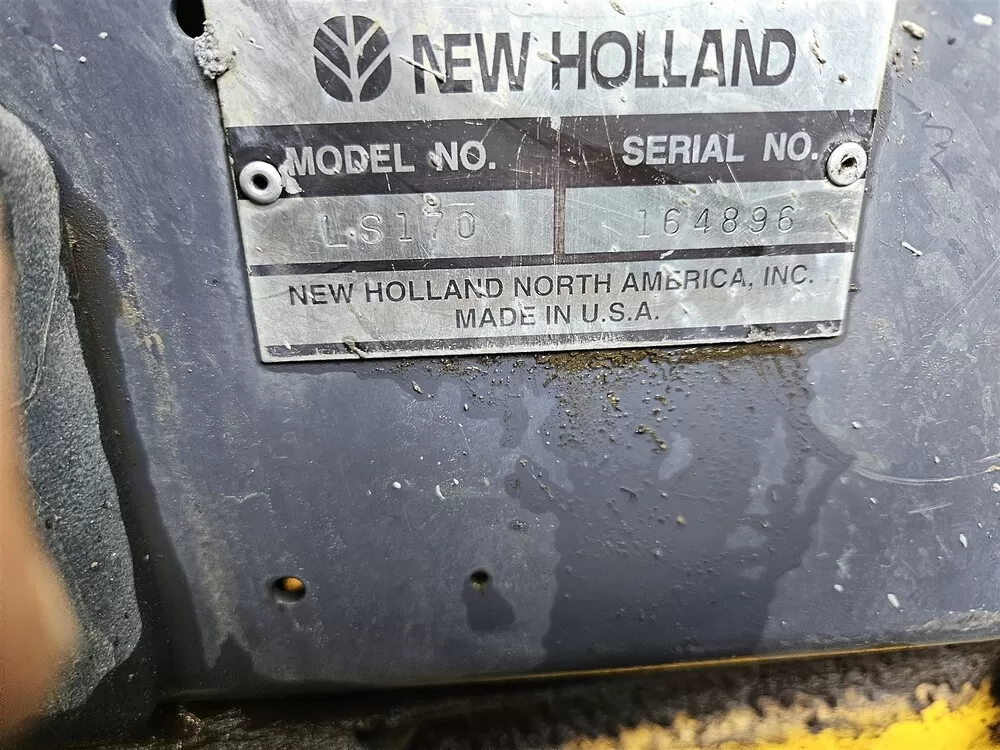 NEW HOLLAND
MODEL NO. SERIAL NO.
LS170 164896
NEW HOLLAND NORTH AMERICA, INC.
MADE IN U.S.A.